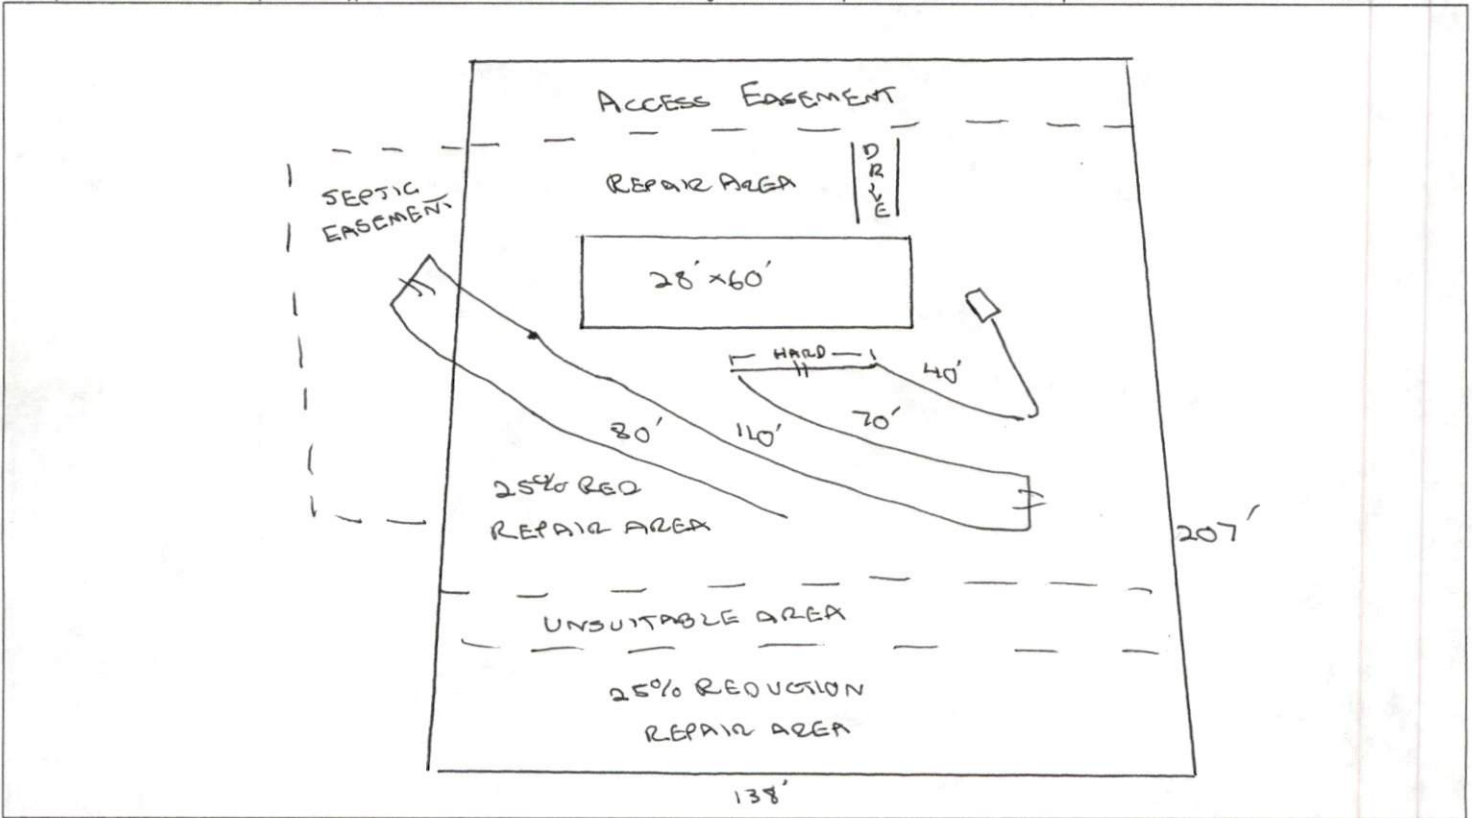 ACCESS EASEMENT
REPAIR AREA
DRIVE
SEPTIC
EASEMENT
28' x 60'
HARD
40'
70'
80'
110'
25% RED
REPAIR AREA
207'
UNSUITABLE AREA
25% REDUCTION
REPAIR AREA
138'